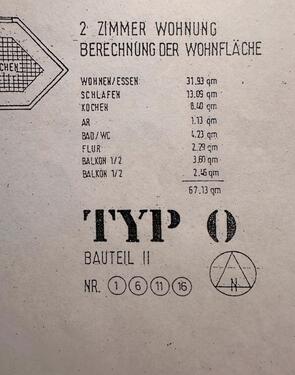 2 ZIMMER WOHNUNG
BERECHNUNG DER WOHNFLÄCHE
CHEN
WOHNEN/ESSEN 31.93 qm
SCHLAFEN 13.09 qm
KOCHEN 8.40 qm
AR 1.13 qm
BAD/WC 4.23 qm
FLUR 2.29 qm
BALKON 1/2 3.60 qm
BALKON 1/2 2.46 qm
67.13 qm
TYP O
BAUTEIL II
NR. 1 6 11 16
N